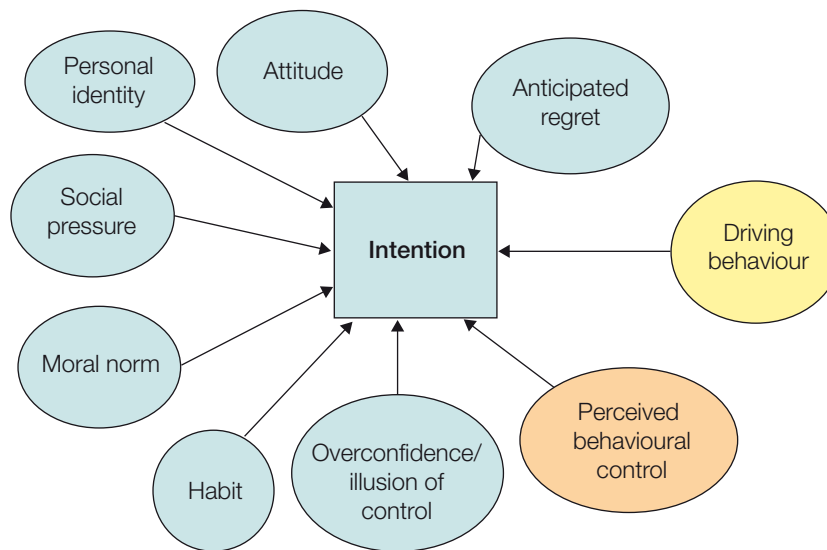 Personal
identity
Attitude
Anticipated
regret
Social
pressure
Intention
Driving
behaviour
Moral norm
Perceived
behavioural
control
Habit
Overconfidence/
illusion of
control